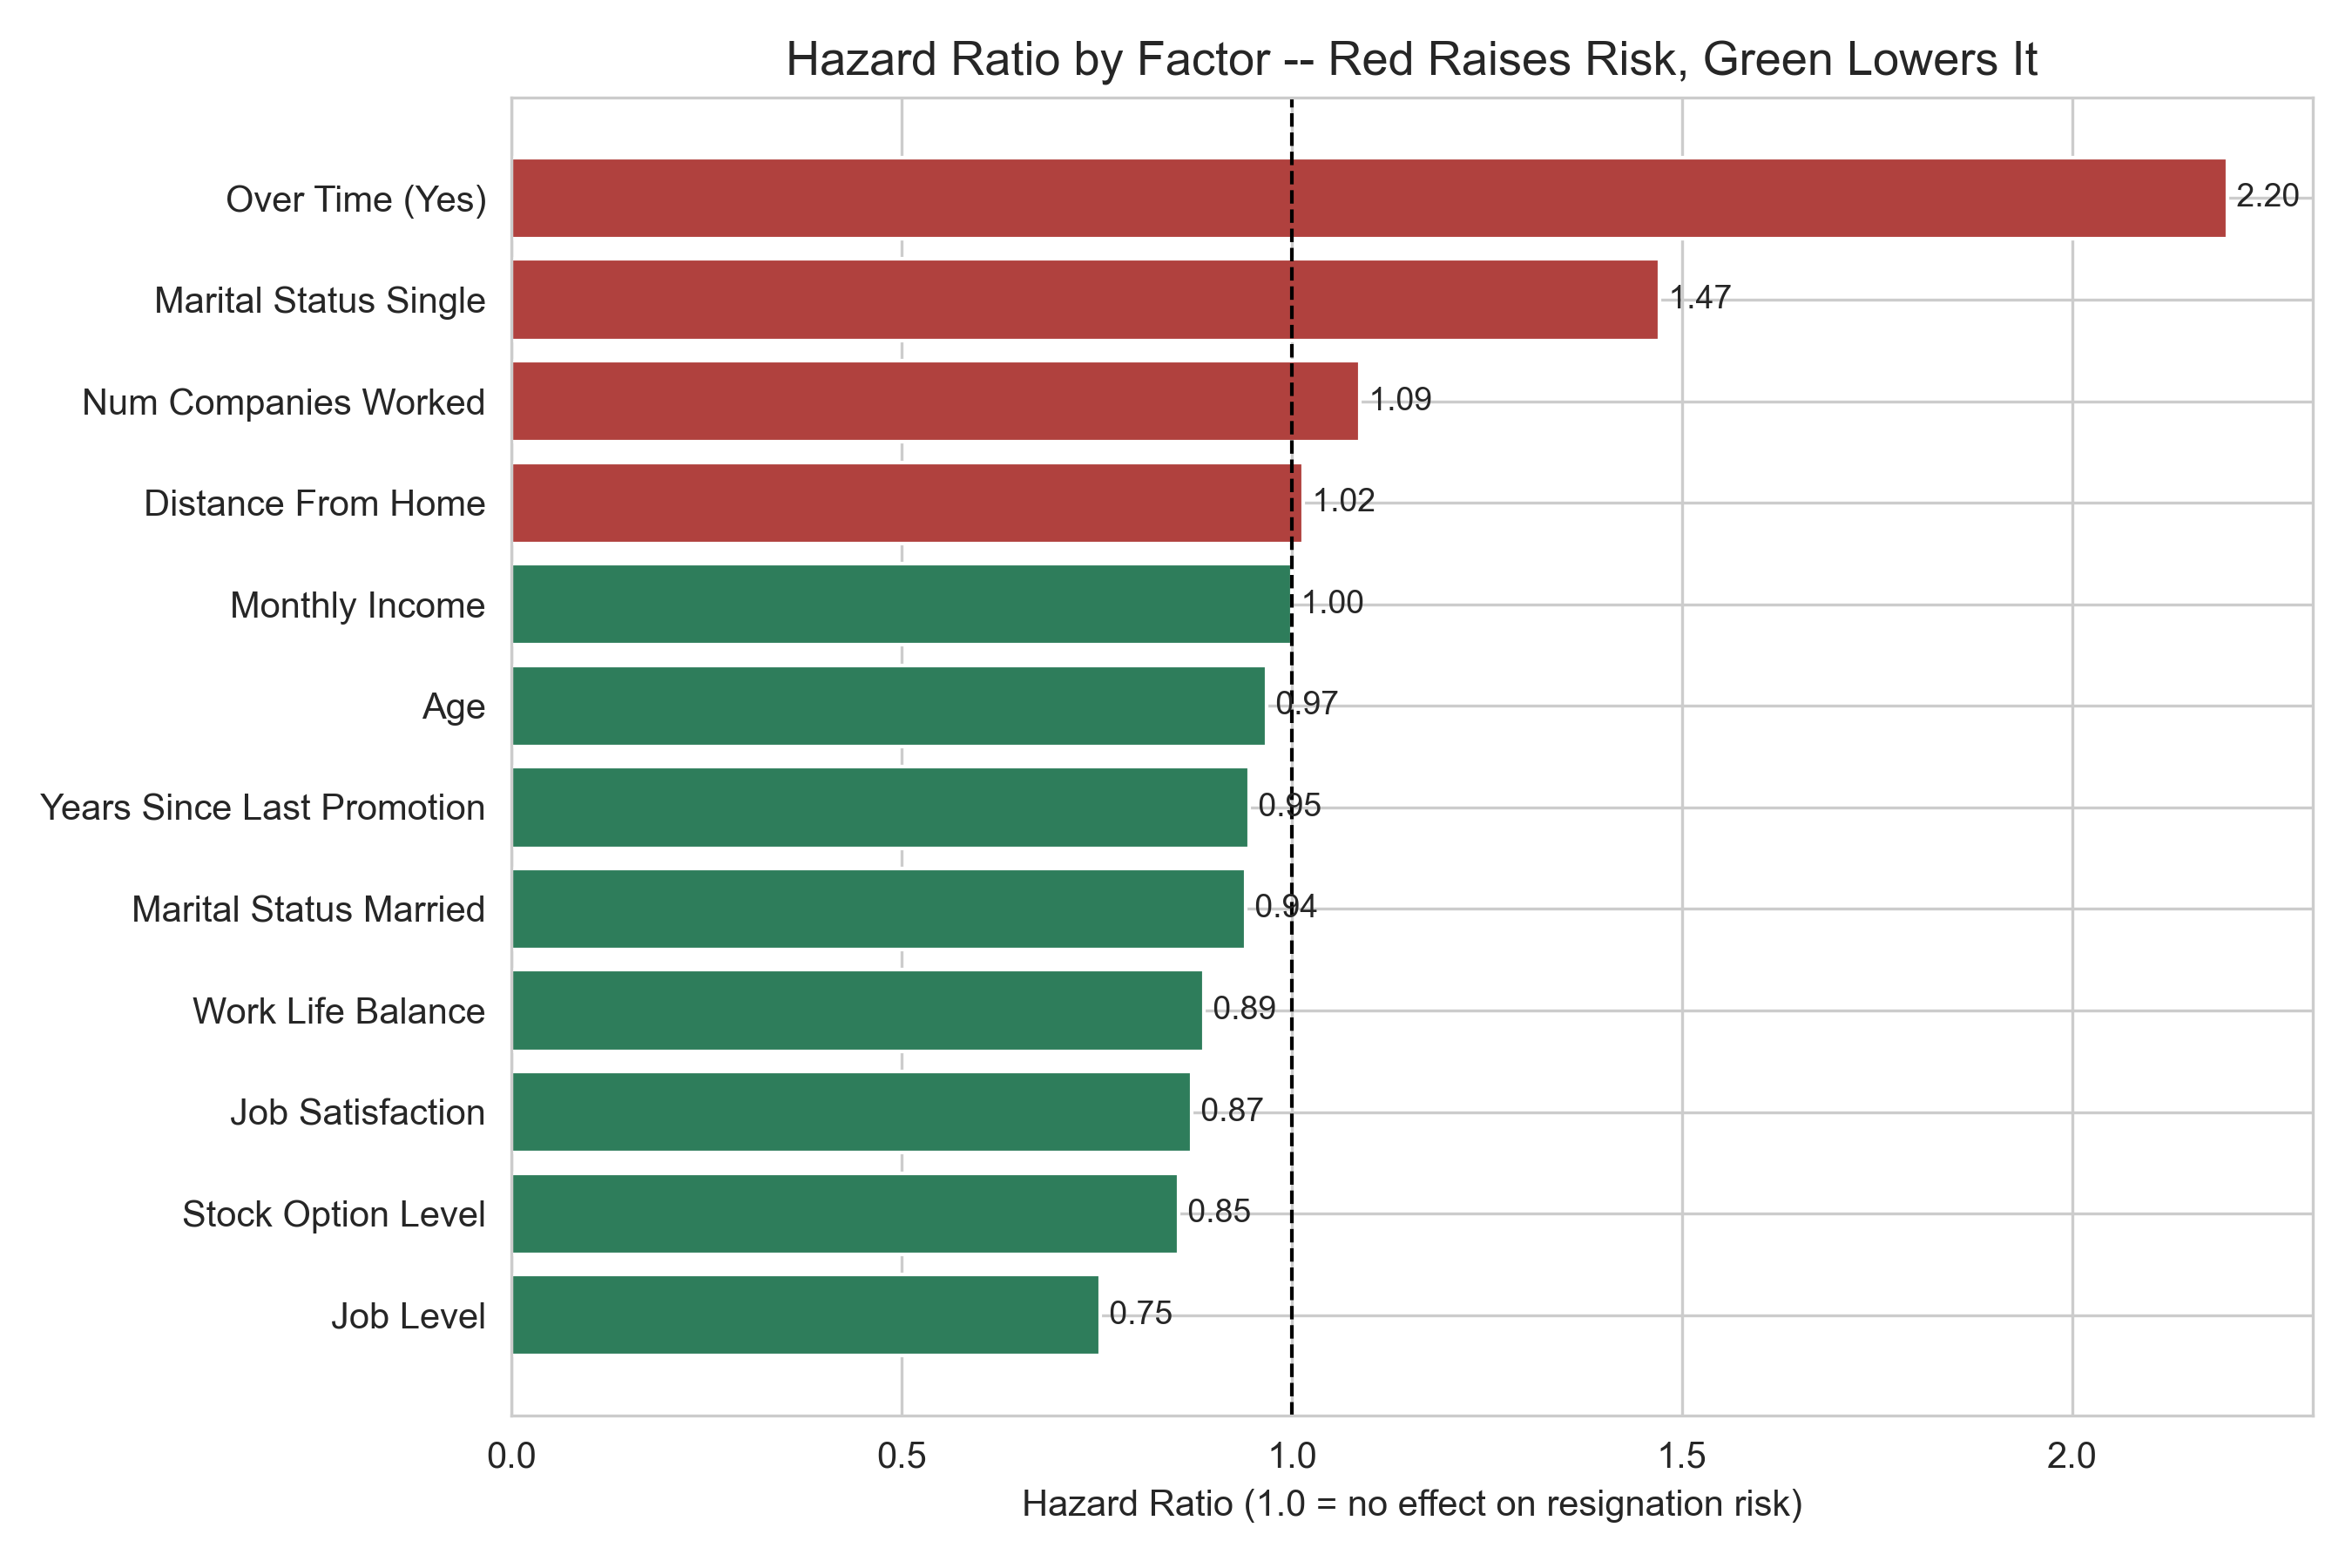 Hazard Ratio by Factor -- Red Raises Risk, Green Lowers It
Over Time (Yes)
2.20
Marital Status Single
1.47
Num Companies Worked
1.09
Distance From Home
1.02
Monthly Income
1.00
Age
0.97
Years Since Last Promotion
0.95
Marital Status Married
0.94
Work Life Balance
0.89
Job Satisfaction
0.87
Stock Option Level
0.85
Job Level
0.75
0.0 0.5 1.0 1.5 2.0
Hazard Ratio (1.0 = no effect on resignation risk)